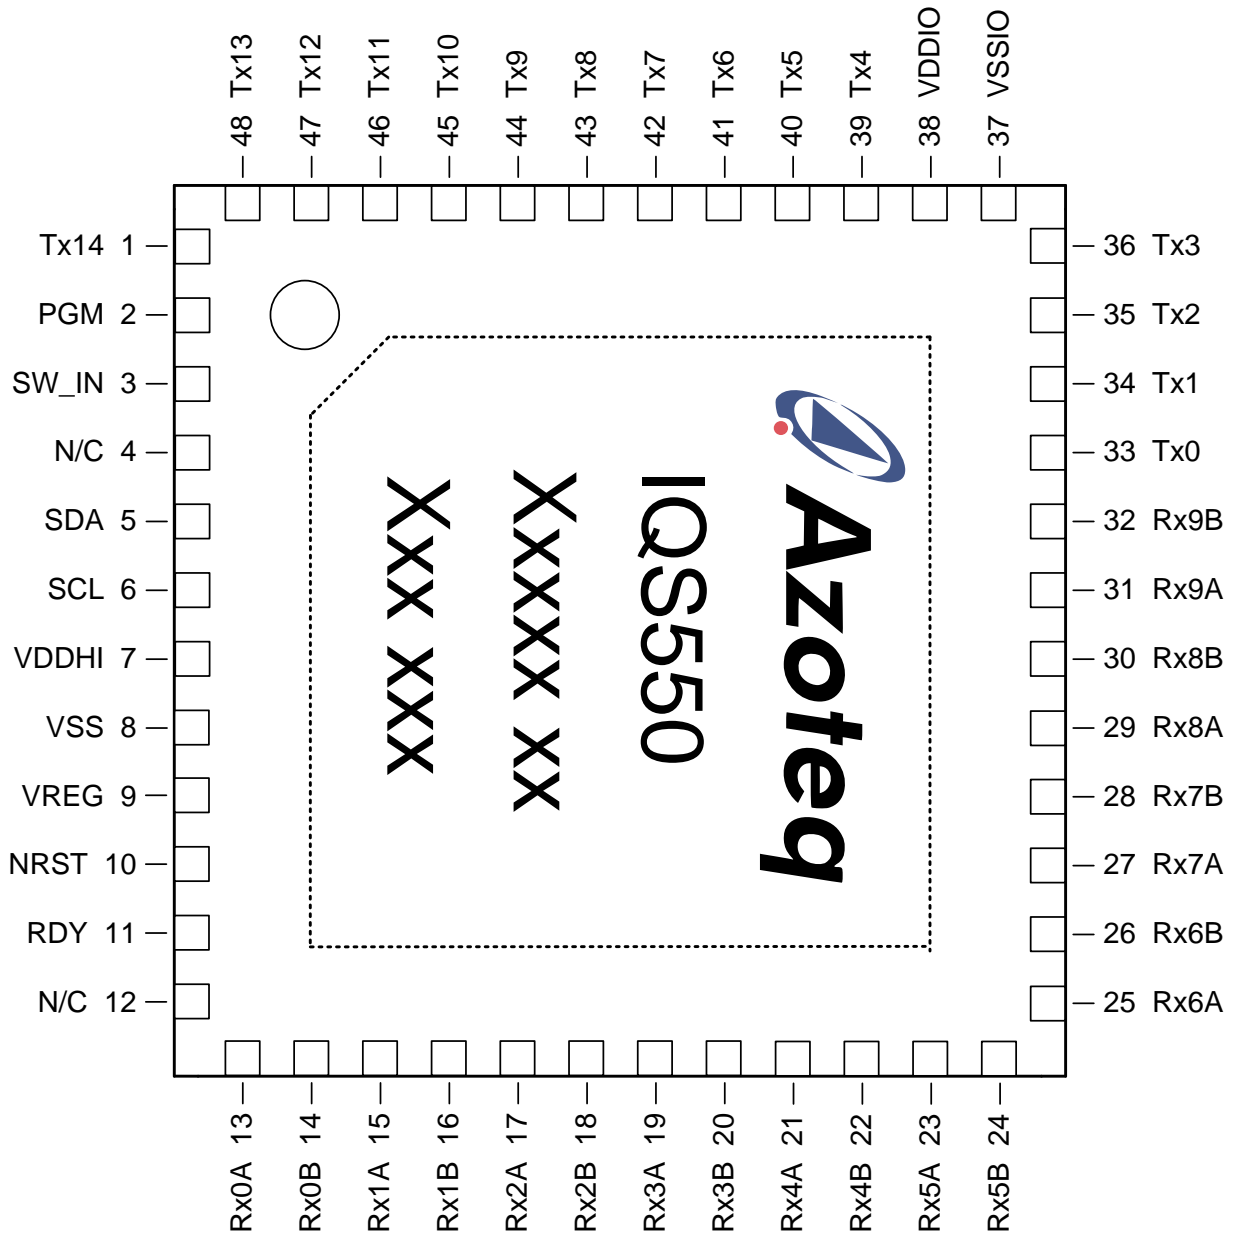 48 Tx13
47 Tx12
46 Tx11
45 Tx10
44 Tx9
43 Tx8
42 Tx7
41 Tx6
40 Tx5
39 Tx4
38 VDDIO
37 VSSIO
Tx14 1
PGM 2
SW_IN 3
N/C 4
SDA 5
SCL 6
VDDHI 7
VSS 8
VREG 9
NRST 10
RDY 11
N/C 12
Azoteq
IQS550
Xxxxx xx
Xxx xxx
36 Tx3
35 Tx2
34 Tx1
33 Tx0
32 Rx9B
31 Rx9A
30 Rx8B
29 Rx8A
28 Rx7B
27 Rx7A
26 Rx6B
25 Rx6A
Rx0A 13
Rx0B 14
Rx1A 15
Rx1B 16
Rx2A 17
Rx2B 18
Rx3A 19
Rx3B 20
Rx4A 21
Rx4B 22
Rx5A 23
Rx5B 24